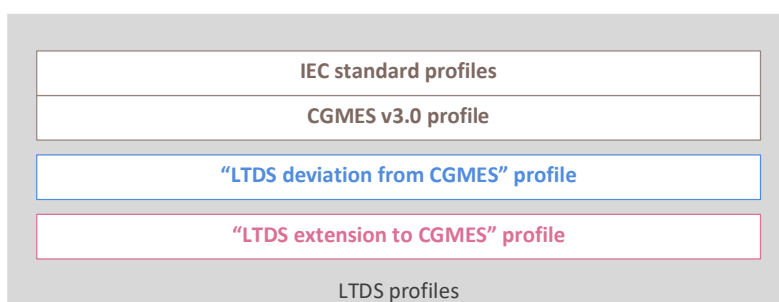 IEC standard profiles
CGMES v3.0 profile
“LTDS deviation from CGMES” profile
“LTDS extension to CGMES” profile
LTDS profiles